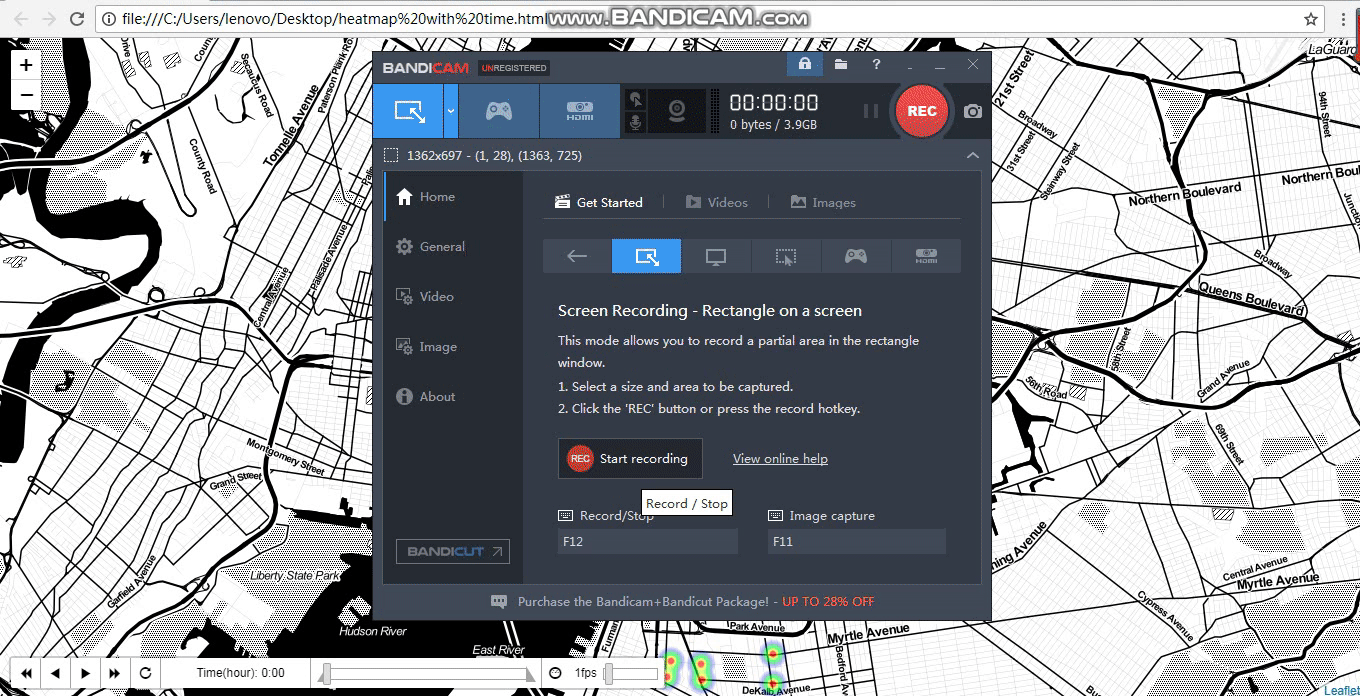 file:///C:/Users/lenovo/Desktop/heatmap%20with%20time.html
www.BANDICAM.com
BANDICAM UNREGISTERED
?
HDMI
00:00:00
0 bytes / 3.9GB
REC
1362x697 - (1, 28), (1363, 725)
Home
General
Video
Image
About
BANDICUT
Get Started
Videos
Images
HDMI
Screen Recording - Rectangle on a screen
This mode allows you to record a partial area in the rectangle
window.
1. Select a size and area to be captured.
2. Click the 'REC' button or press the record hotkey.
REC Start recording
View online help
Record / Stop
Record/Stop
Image capture
F12
F11
Purchase the Bandicam+Bandicut Package! - UP TO 28% OFF
+
−
Secaucus Road
County Road
Tonnelle Avenue
Paterson Plank Ro
Palisade Avenue
Central Avenue
Montgomery Street
Grand Street
Garfield Avenue
Liberty State Park
Hudson River
East River
Park Avenue
Myrtle Avenue
DeKalb Avenue
Bedford Av
LaGuard
21st Street
94th Street
Broadway
31st Street
Steinway Street
Northern Boulevard
Northern Boul
Junctio
Broadway
Queens Boulevard
58th Street
Grand Avenue
56th Road
69th Street
ning Avenue
Central Avenue
Myrtle Avenue
Cypress Avenue
Time(hour): 0:00
1fps
Leaflet